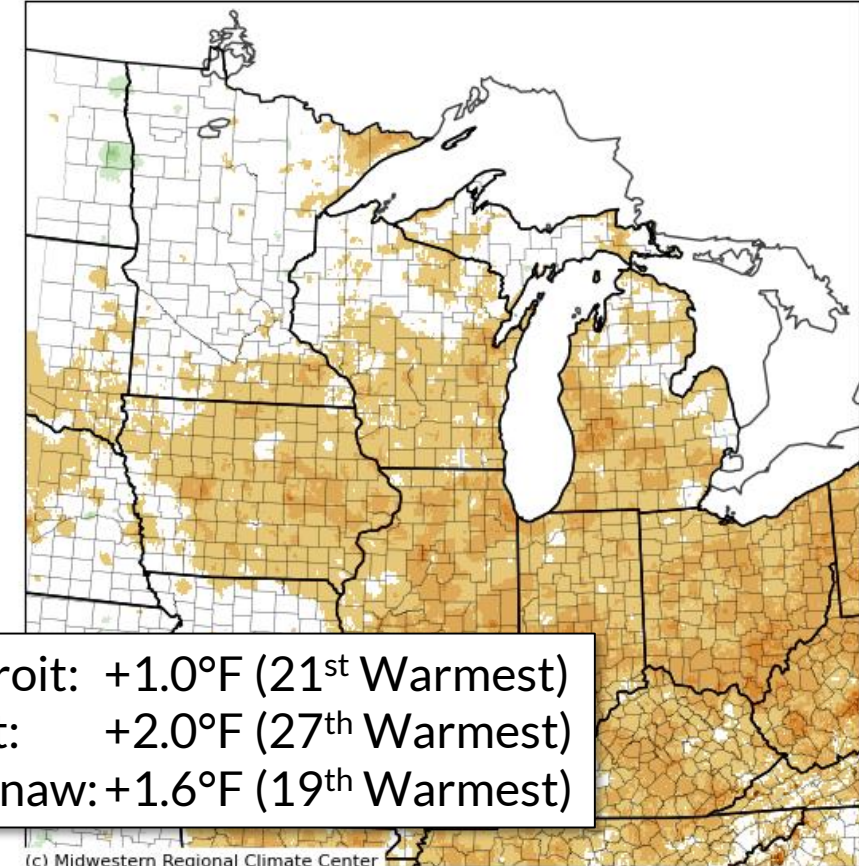 roit: +1.0°F (21st Warmest)
t: +2.0°F (27th Warmest)
naw: +1.6°F (19th Warmest)
(c) Midwestern Regional Climate Center